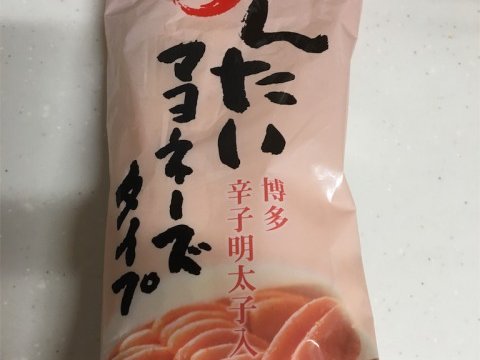 んたい
マヨネーズ
タイプ
博多
辛子明太子入